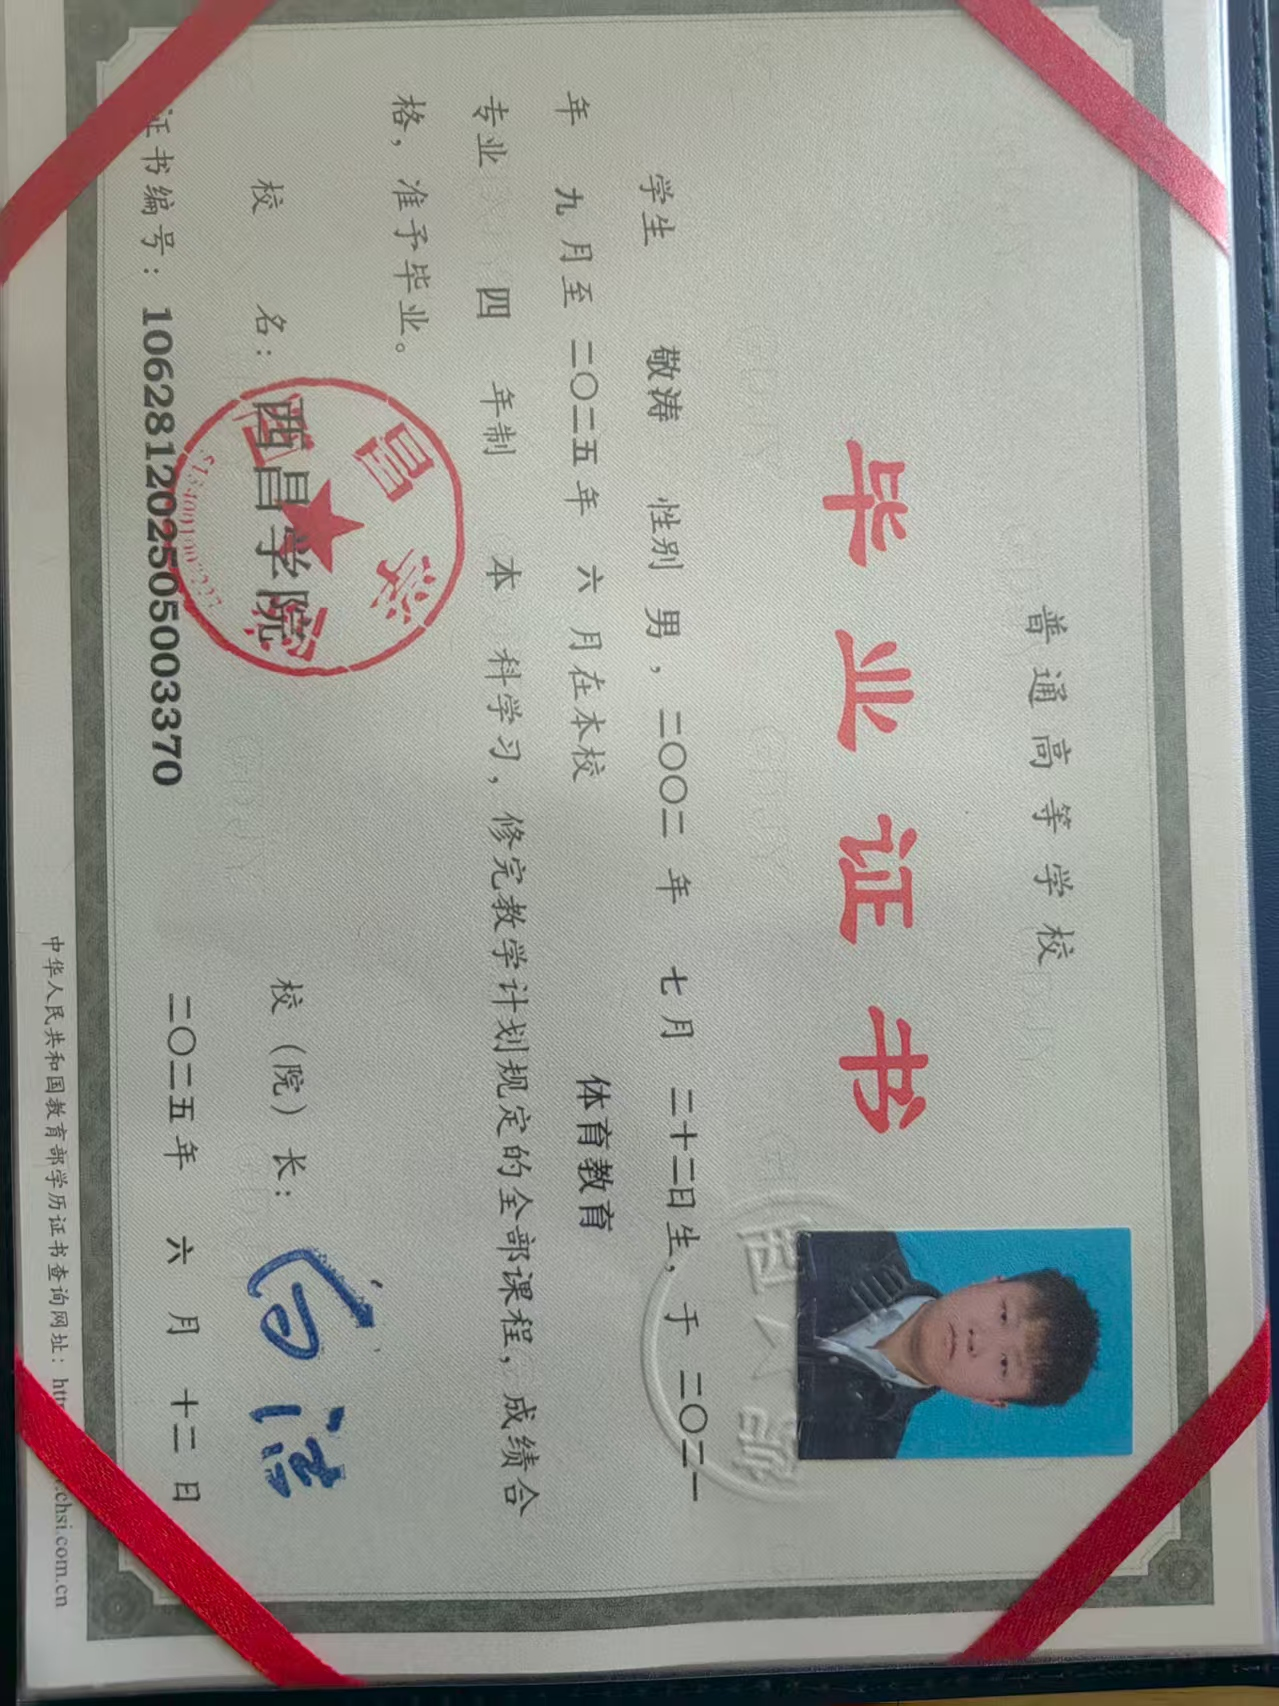 普通高等学校
毕业证书
学生 敬涛 性别 男，二〇〇二 年 七月 二十二日生，于 二〇二一
年 九月至 二〇二五年 六 月在本校 体育教育
专业 四 年制 本 科学习，修完教学计划规定的全部课程，成绩合
格，准予毕业。
校 名：西昌学院 校（院）长：
证书编号：106281202505003370 二〇二五年 六 月 十二 日
中华人民共和国教育部学历证书查询网址：htt .chsi.com.cn